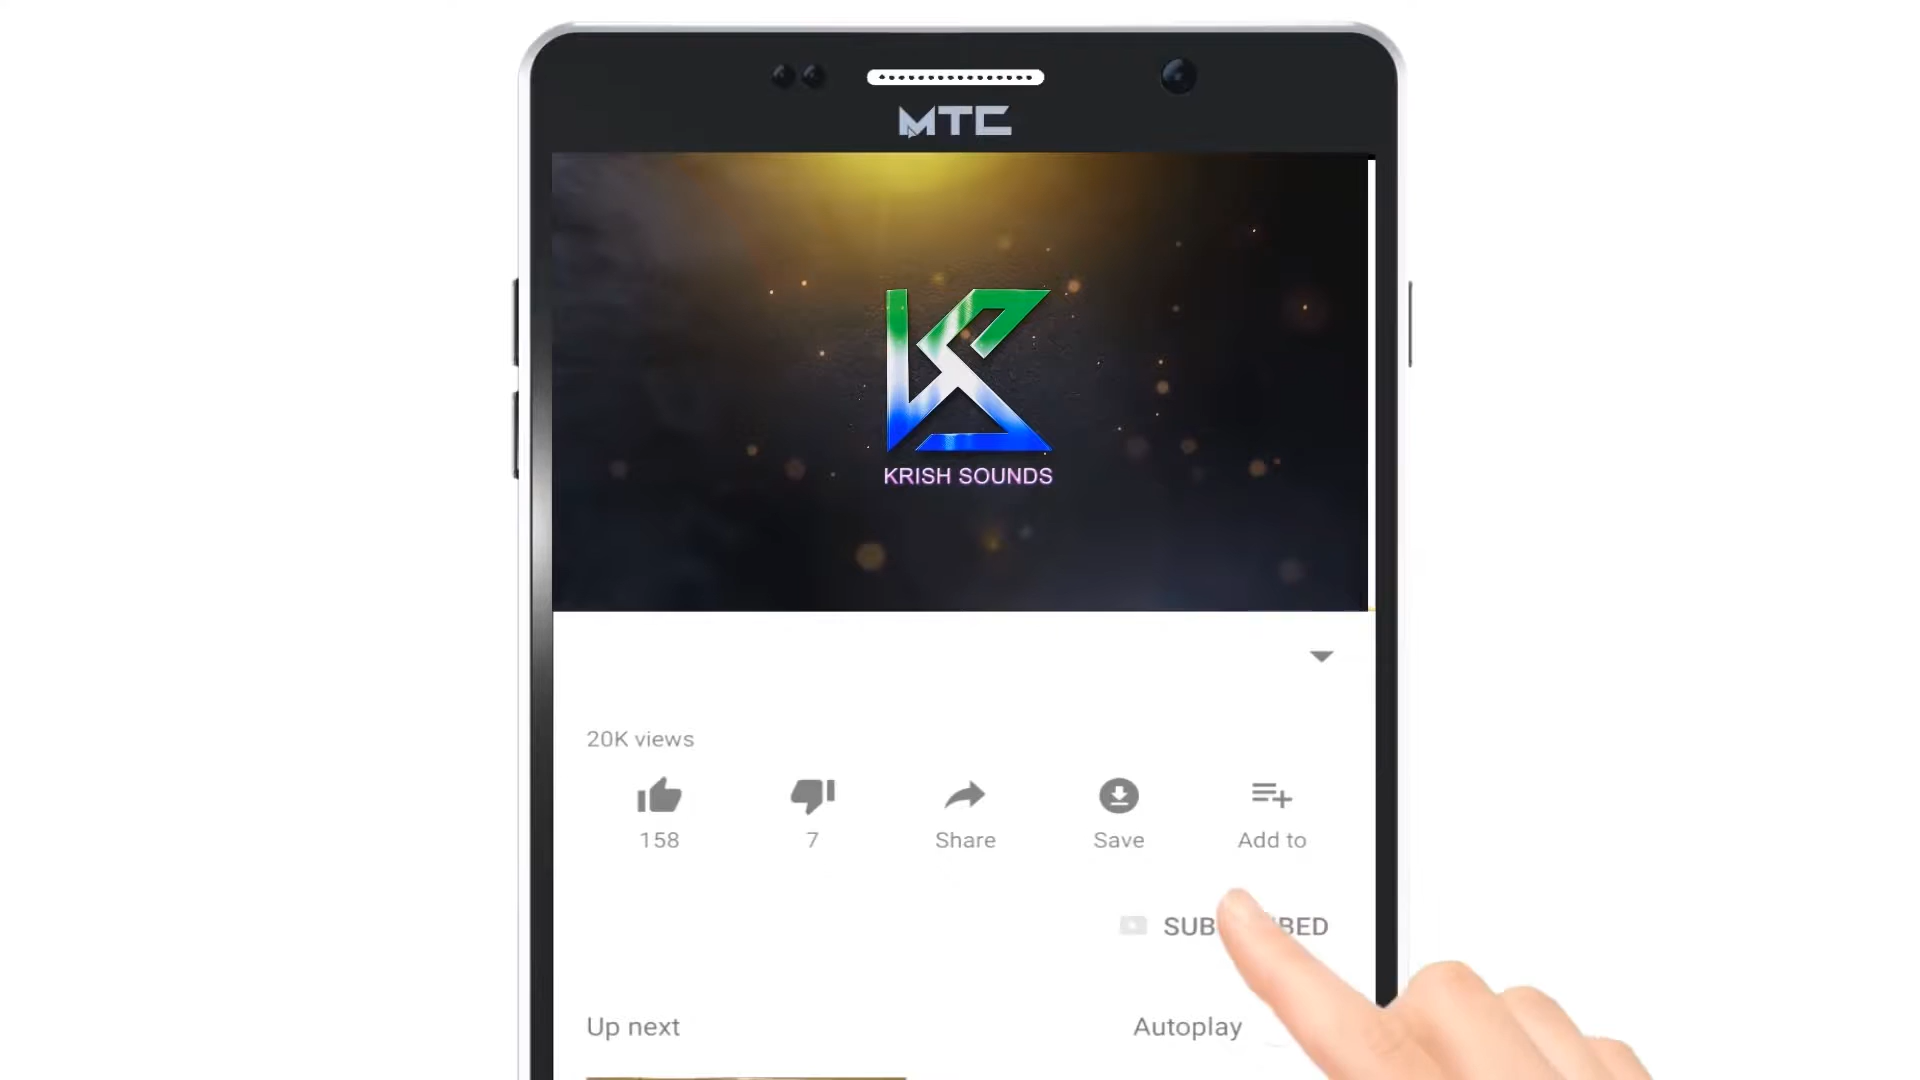 MTC
KRISH SOUNDS
20K views
158
7
Share
Save
Add to
Up next
Autoplay